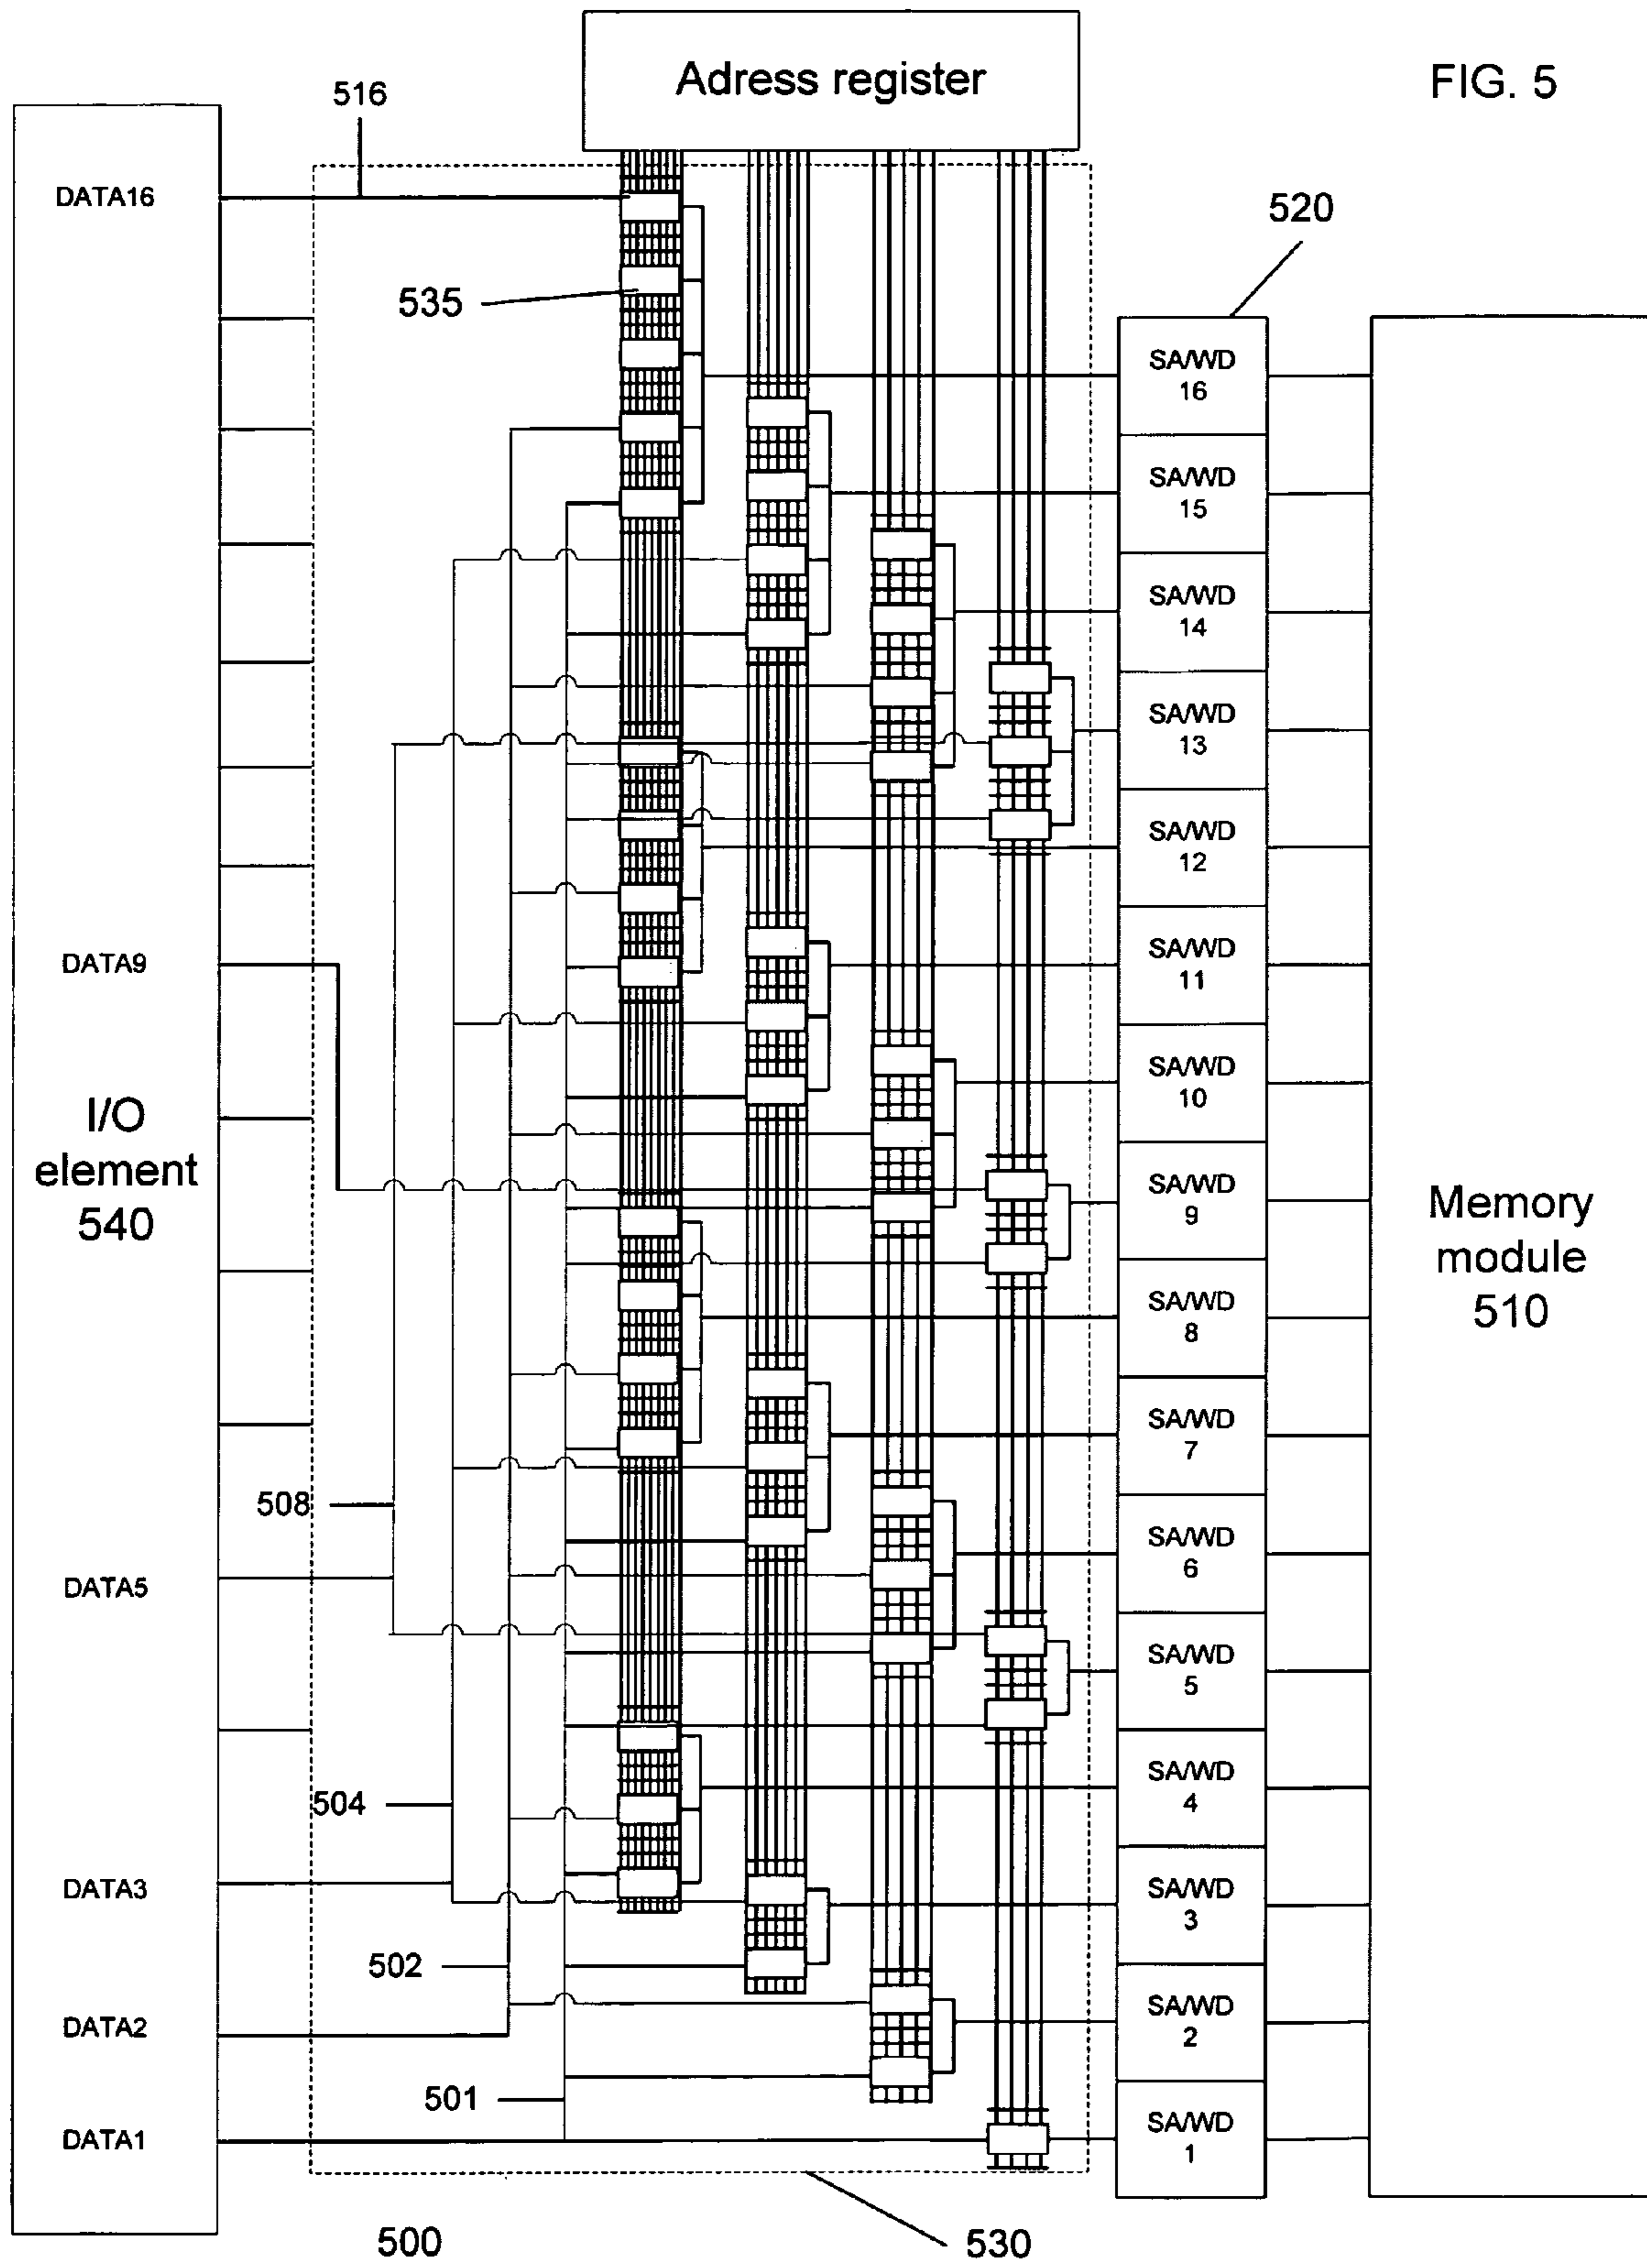 Adress register
FIG. 5
516
DATA16
520
535
SA/WD
16
SA/WD
15
SA/WD
14
SA/WD
13
SA/WD
12
DATA9
SA/WD
11
SA/WD
10
I/O
element
540
SA/WD
9
Memory
module
510
SA/WD
8
SA/WD
7
508
SA/WD
6
DATA5
SA/WD
5
504
SA/WD
4
DATA3
SA/WD
3
502
DATA2
SA/WD
2
501
DATA1
SA/WD
1
500
530